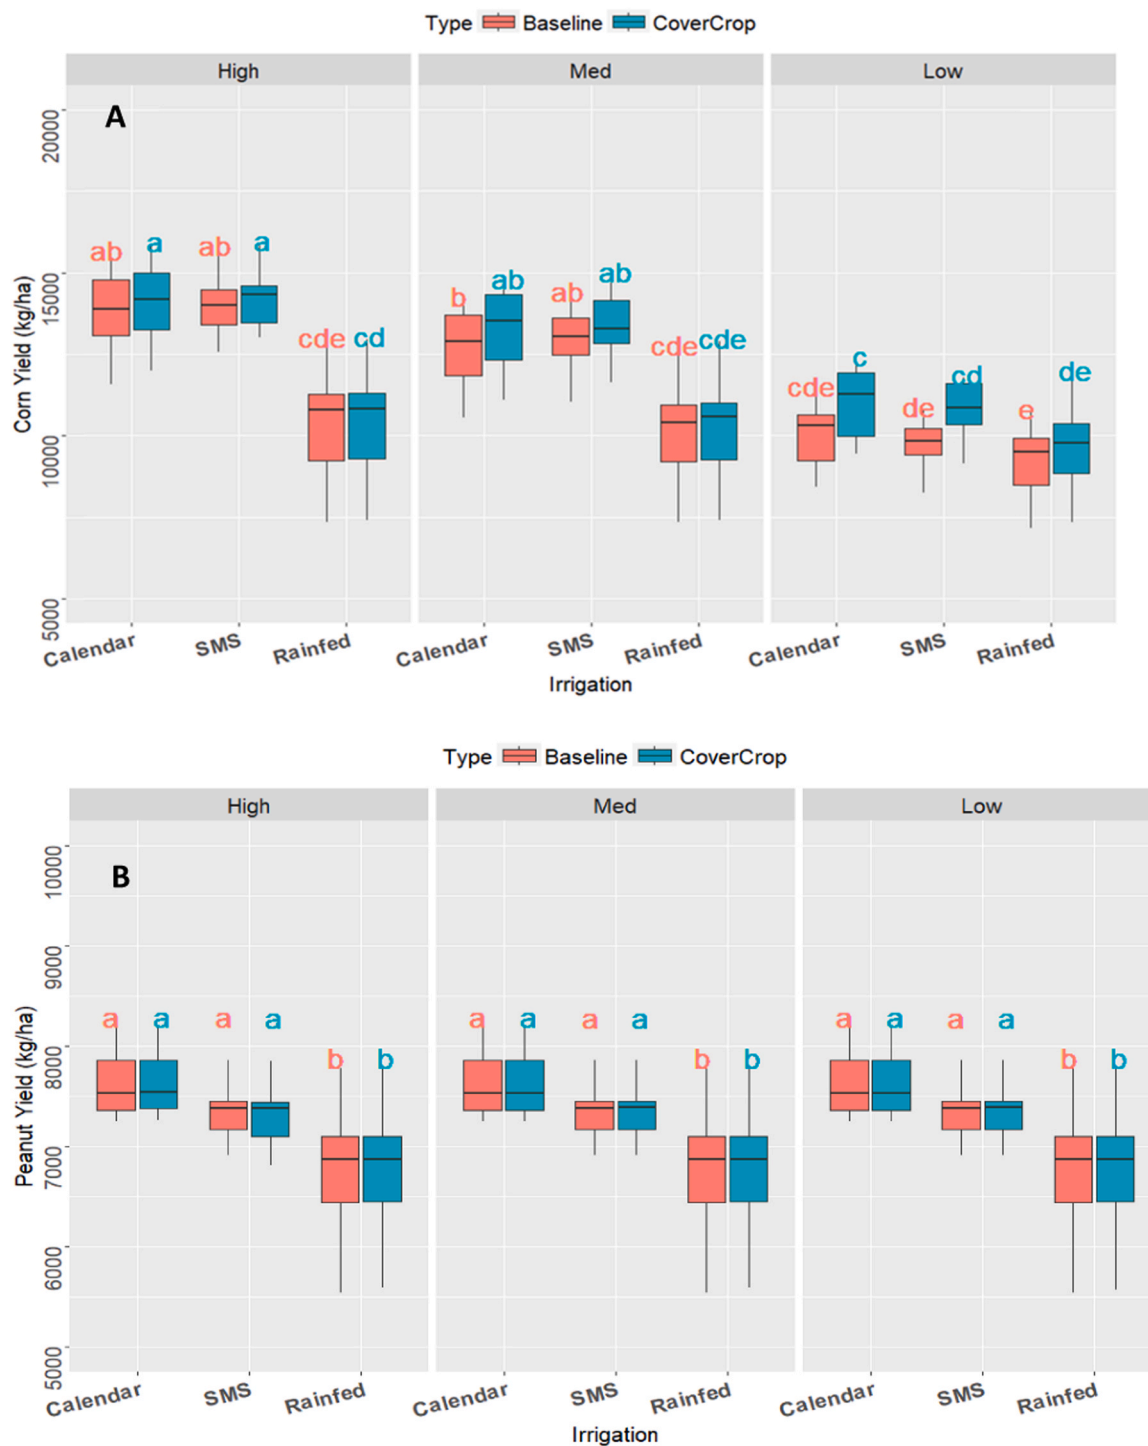 Type Baseline CoverCrop
High Med Low
A
20000
15000
10000
5000
Corn Yield (kg/ha)
ab a ab a cde cd
b ab ab ab cde cde
cde c de cd e de
Calendar SMS Rainfed Calendar SMS Rainfed Calendar SMS Rainfed
Irrigation
Type Baseline CoverCrop
High Med Low
B
10000
9000
8000
7000
6000
5000
Peanut Yield (kg/ha)
a a a a b b
a a a a b b
a a a a b b
Calendar SMS Rainfed Calendar SMS Rainfed Calendar SMS Rainfed
Irrigation